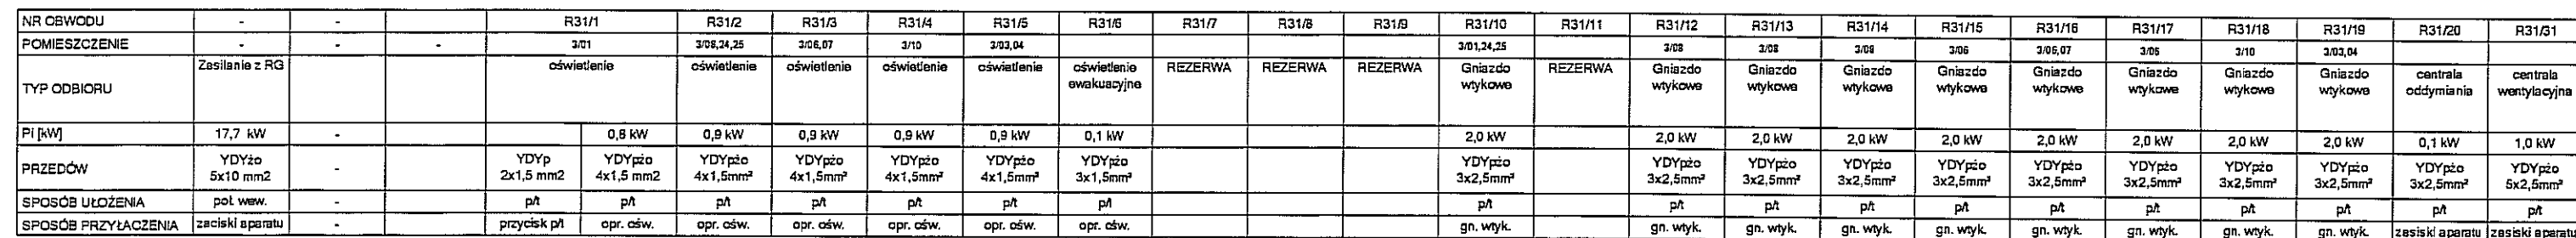 NR OBWODU - - R31/1 R31/2 R31/3 R31/4 R31/5 R31/6 R31/7 R31/8 R31/9 R31/10 R31/11 R31/12 R31/13 R31/14 R31/15 R31/16 R31/17 R31/18 R31/19 R31/20 R31/31
POMIESZCZENIE - - - 3/01 3/08,24,25 3/06,07 3/10 3/03,04 3/01,24,25 3/08 3/08 3/08 3/06 3/06,07 3/05 3/10 3/03,04
TYP ODBIORU Zasilanie z RG oświetlenie oświetlenie oświetlenie oświetlenie oświetlenie oświetlenie REZERWA REZERWA REZERWA Gniazdo REZERWA Gniazdo Gniazdo Gniazdo Gniazdo Gniazdo Gniazdo Gniazdo Gniazdo centrala centrala
ewakuacyjne wtykowe wtykowe wtykowe wtykowe wtykowe wtykowe wtykowe wtykowe wtykowe oddymiania wentylacyjna
Pi [kW] 17,7 kW - 0,8 kW 0,9 kW 0,9 kW 0,9 kW 0,9 kW 0,1 kW 2,0 kW 2,0 kW 2,0 kW 2,0 kW 2,0 kW 2,0 kW 2,0 kW 2,0 kW 2,0 kW 0,1 kW 1,0 kW
PRZEDÓW YDYżo - YDYp YDYpżo YDYpżo YDYpżo YDYpżo YDYpżo YDYpżo YDYpżo YDYpżo YDYpżo YDYpżo YDYpżo YDYpżo YDYpżo YDYpżo YDYpżo YDYpżo YDYpżo
5x10 mm2 2x1,5 mm2 4x1,5 mm2 4x1,5mm² 4x1,5mm² 4x1,5mm² 4x1,5mm² 3x1,5mm² 3x2,5mm² 3x2,5mm² 3x2,5mm² 3x2,5mm² 3x2,5mm² 3x2,5mm² 3x2,5mm² 3x2,5mm² 3x2,5mm² 3x2,5mm² 5x2,5mm²
SPOSÓB UŁOŻENIA poł. wew. - p/t p/t p/t p/t p/t p/t p/t p/t p/t p/t p/t p/t p/t p/t p/t p/t p/t p/t
SPOSÓB PRZYŁACZENIA zaciski aparatu - przycisk p/t opr. ośw. opr. ośw. opr. ośw. opr. ośw. opr. ośw. opr. ośw. gn. wtyk. gn. wtyk. gn. wtyk. gn. wtyk. gn. wtyk. gn. wtyk. gn. wtyk. gn. wtyk. gn. wtyk. zasiski aparatu zasiski aparatu